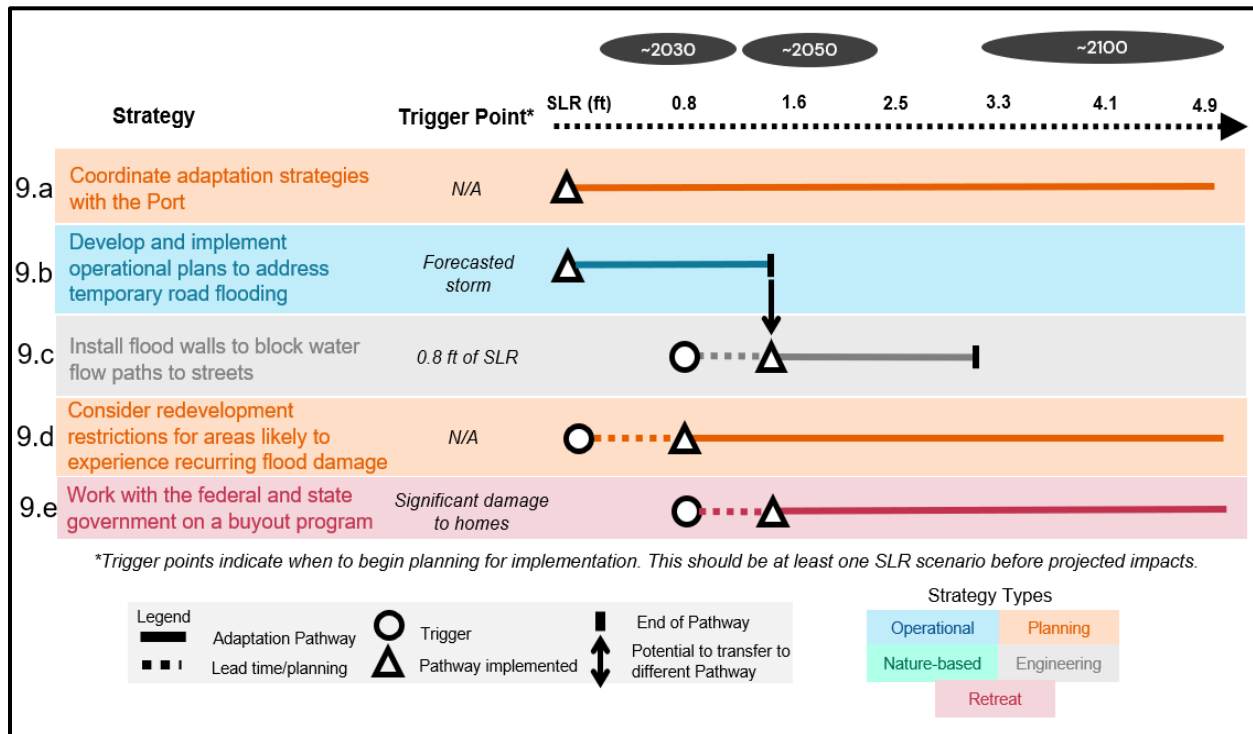 ~2030
~2050
~2100
Strategy
Trigger Point*
SLR (ft)
0.8
1.6
2.5
3.3
4.1
4.9
9.a
Coordinate adaptation strategies
with the Port
N/A
9.b
Develop and implement
operational plans to address
temporary road flooding
Forecasted
storm
9.c
Install flood walls to block water
flow paths to streets
0.8 ft of SLR
9.d
Consider redevelopment
restrictions for areas likely to
experience recurring flood damage
N/A
9.e
Work with the federal and state
government on a buyout program
Significant damage
to homes
*Trigger points indicate when to begin planning for implementation. This should be at least one SLR scenario before projected impacts.
Legend
Adaptation Pathway
Lead time/planning
Trigger
Pathway implemented
End of Pathway
Potential to transfer to
different Pathway
Strategy Types
Operational
Planning
Nature-based
Engineering
Retreat